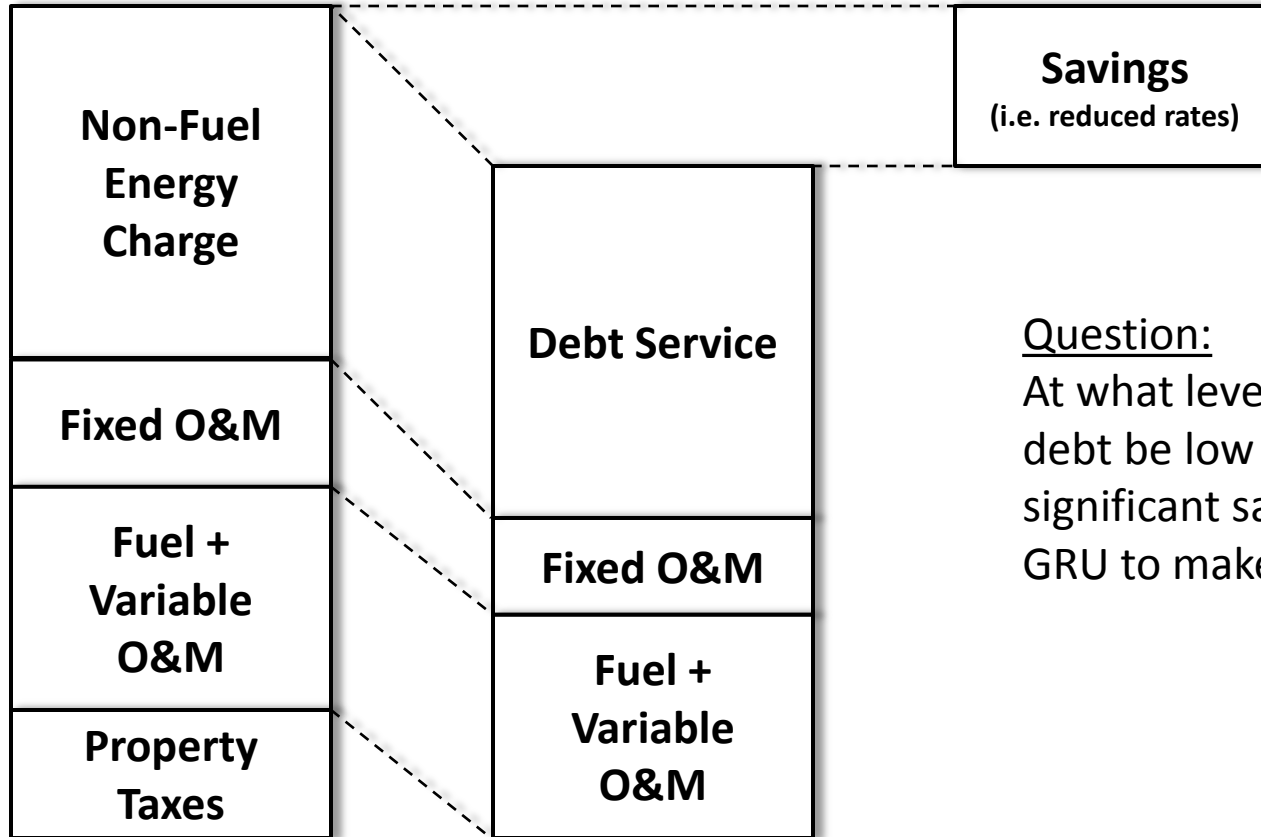 Non-Fuel
Energy
Charge
Fixed O&M
Fuel +
Variable
O&M
Property
Taxes
Debt Service
Fixed O&M
Fuel +
Variable
O&M
Savings
(i.e. reduced rates)
Question:
At what leve
debt be low
significant sa
GRU to make